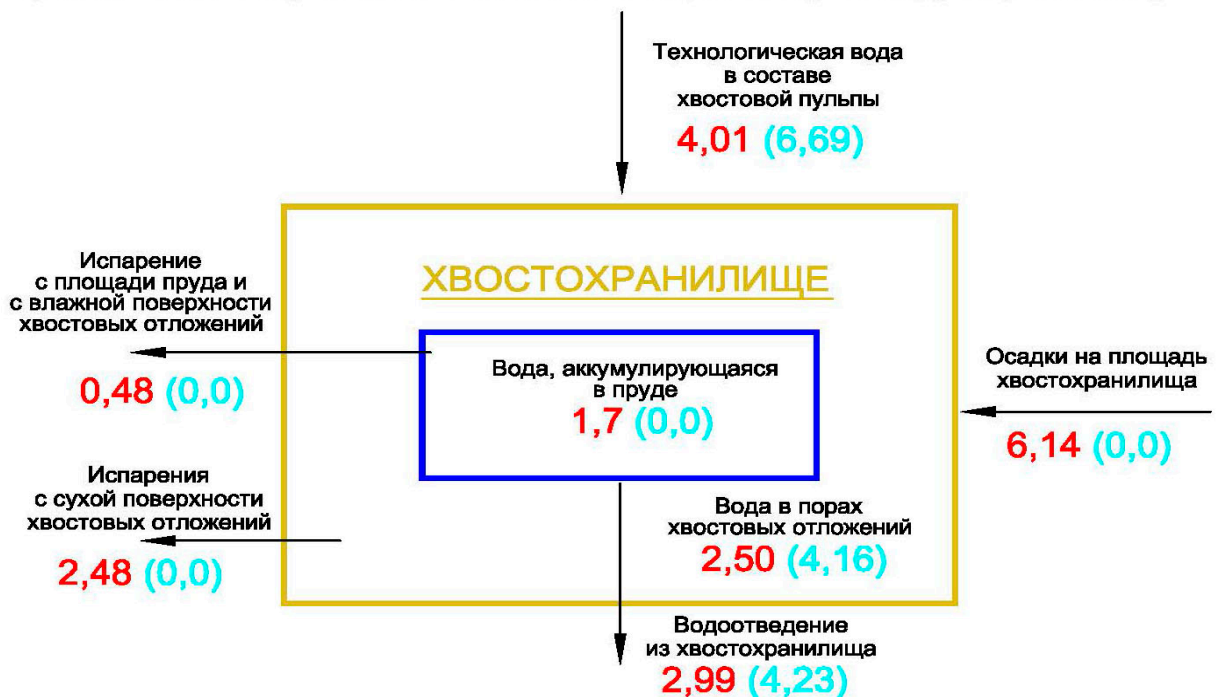 Технологическая вода
в составе
хвостовой пульпы
4,01 (6,69)
Испарение
с площади пруда и
с влажной поверхности
хвостовых отложений
0,48 (0,0)
ХВОСТОХРАНИЛИЩЕ
Вода, аккумулирующаяся
в пруде
1,7 (0,0)
Осадки на площадь
хвостохранилища
6,14 (0,0)
Испарения
с сухой поверхности
хвостовых отложений
2,48 (0,0)
Вода в порах
хвостовых отложений
2,50 (4,16)
Водоотведение
из хвостохранилища
2,99 (4,23)